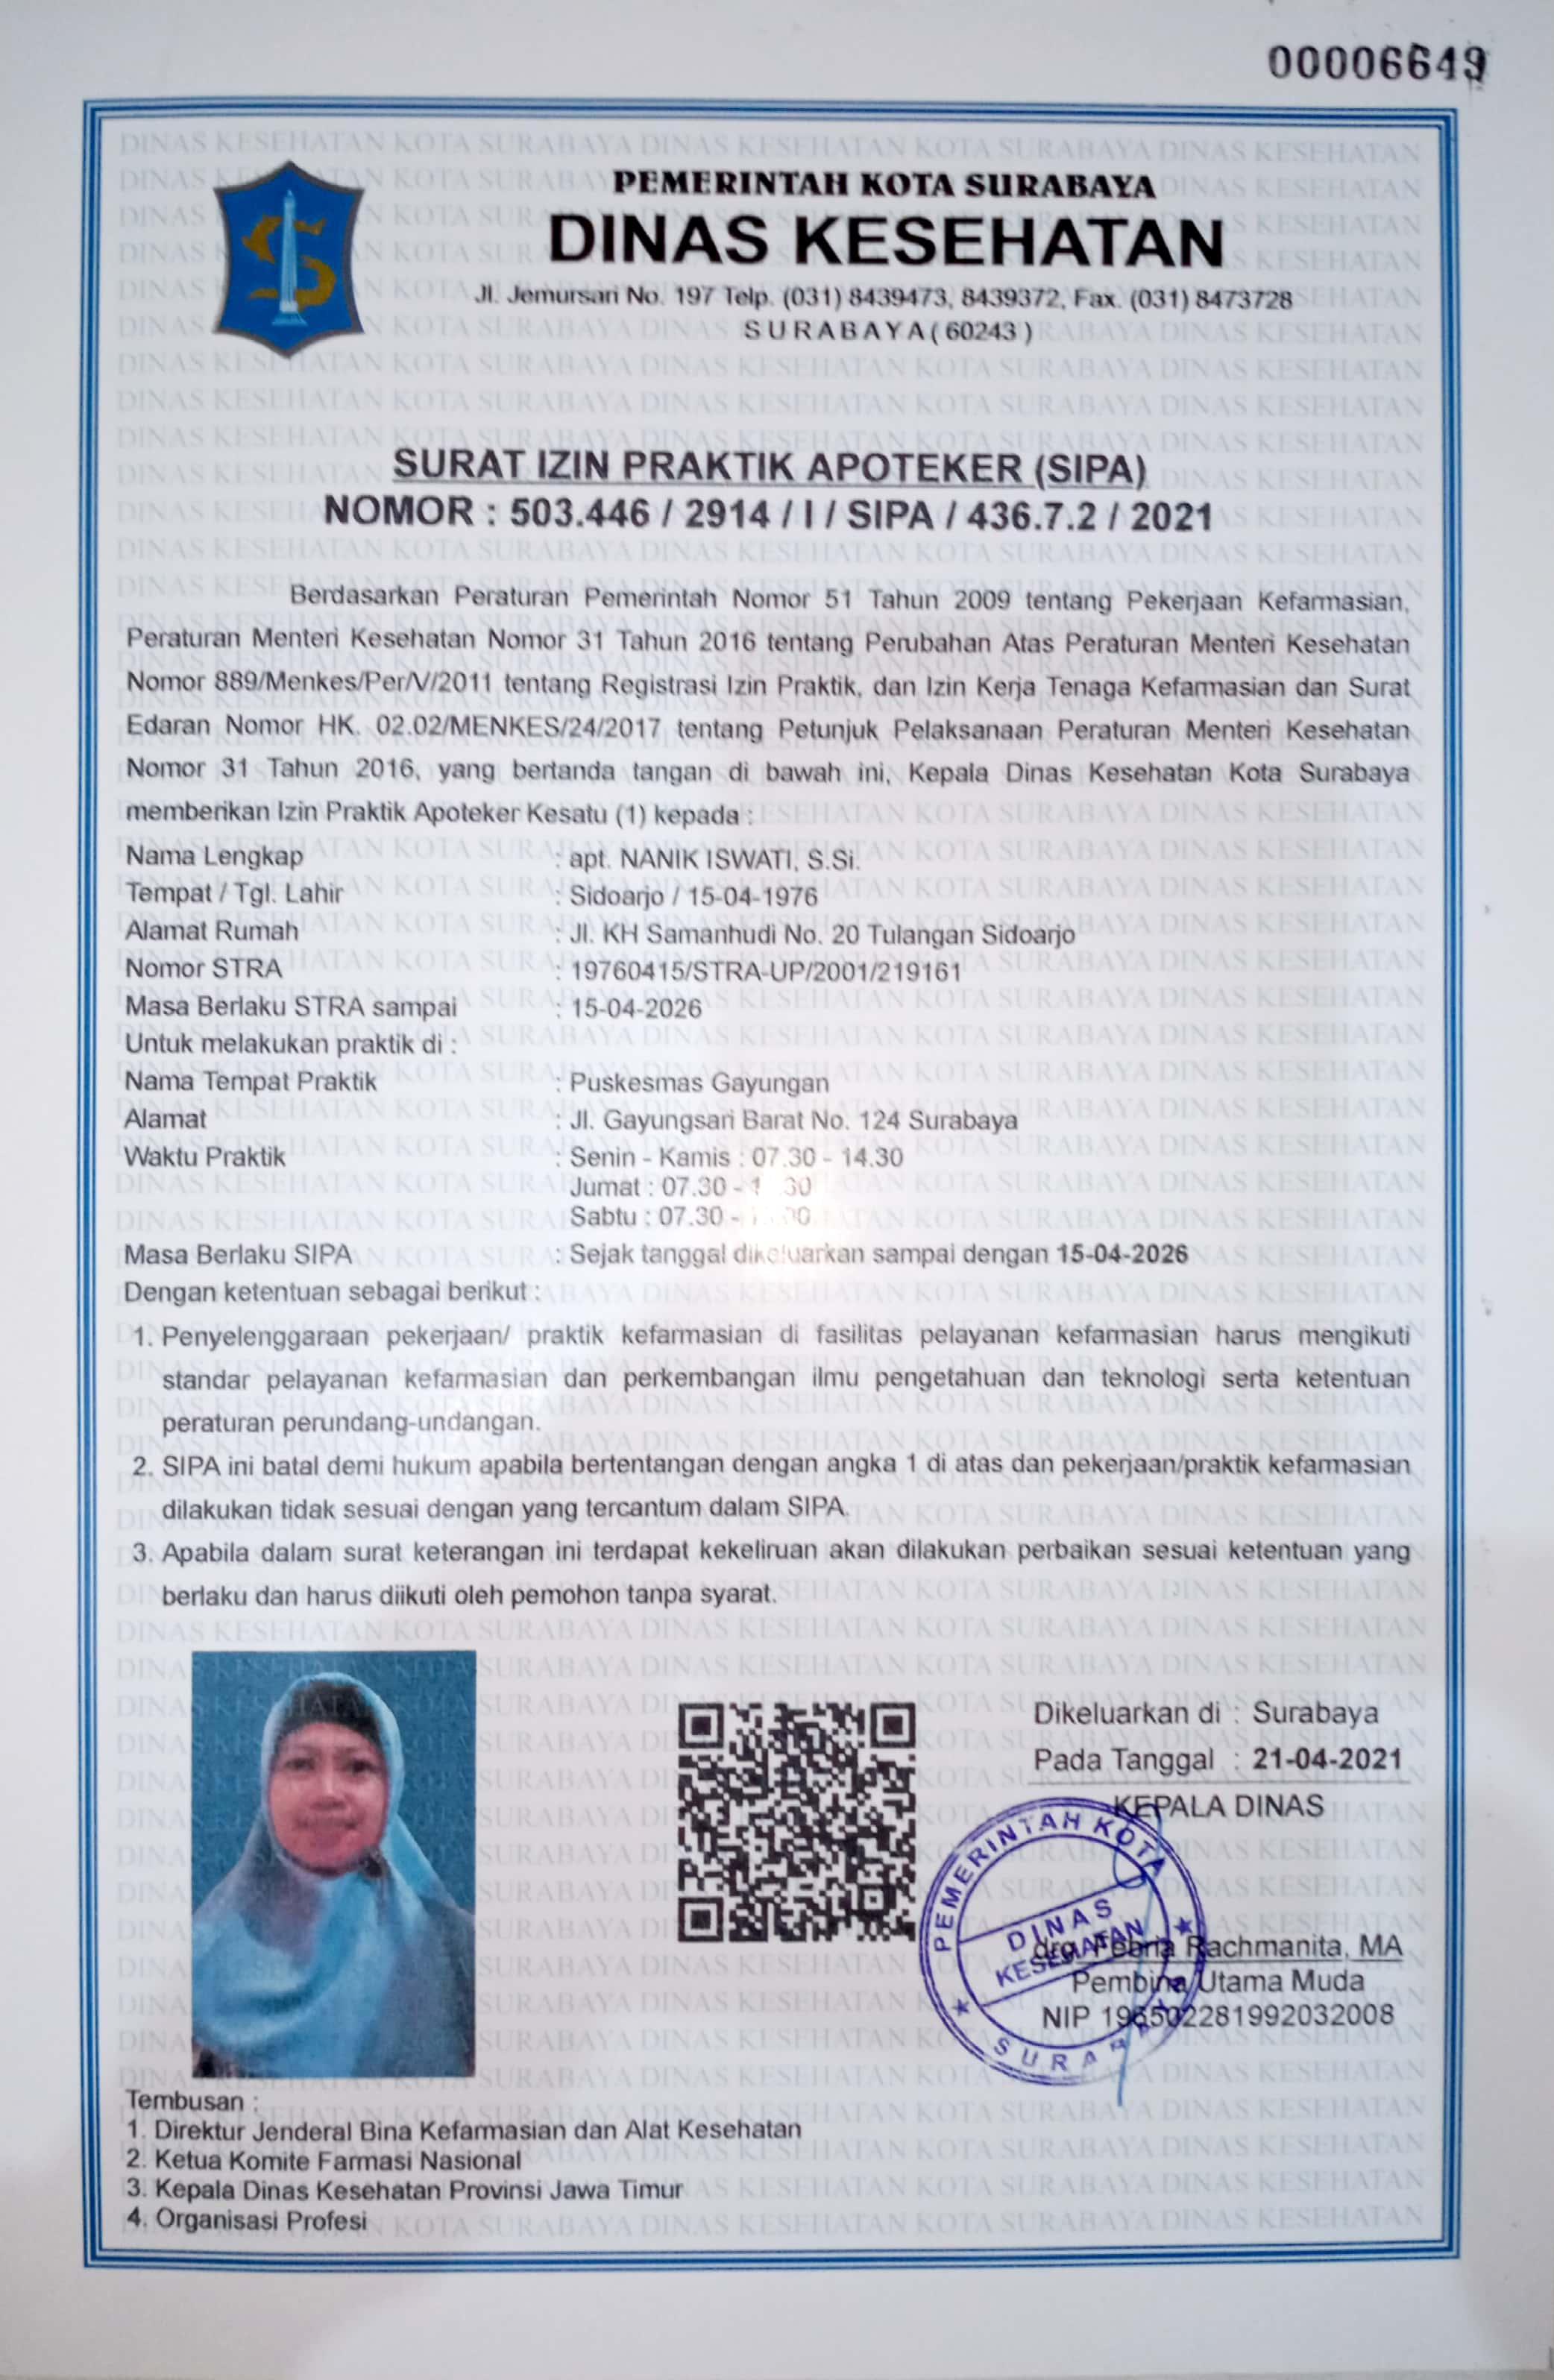 00006649
PEMERINTAH KOTA SURABAYA
DINAS KESEHATAN
Jl. Jemursari No. 197 Telp. (031) 8439473, 8439372, Fax. (031) 8473728
SURABAYA ( 60243 )
SURAT IZIN PRAKTIK APOTEKER (SIPA)
NOMOR : 503.446 / 2914 / I / SIPA / 436.7.2 / 2021
Berdasarkan Peraturan Pemerintah Nomor 51 Tahun 2009 tentang Pekerjaan Kefarmasian,
Peraturan Menteri Kesehatan Nomor 31 Tahun 2016 tentang Perubahan Atas Peraturan Menteri Kesehatan
Nomor 889/Menkes/Per/V/2011 tentang Registrasi Izin Praktik, dan Izin Kerja Tenaga Kefarmasian dan Surat
Edaran Nomor HK. 02.02/MENKES/24/2017 tentang Petunjuk Pelaksanaan Peraturan Menteri Kesehatan
Nomor 31 Tahun 2016, yang bertanda tangan di bawah ini, Kepala Dinas Kesehatan Kota Surabaya
memberikan Izin Praktik Apoteker Kesatu (1) kepada :
Nama Lengkap : apt. NANIK ISWATI, S.Si.
Tempat / Tgl. Lahir : Sidoarjo / 15-04-1976
Alamat Rumah : Jl. KH Samanhudi No. 20 Tulangan Sidoarjo
Nomor STRA : 19760415/STRA-UP/2001/219161
Masa Berlaku STRA sampai : 15-04-2026
Untuk melakukan praktik di :
Nama Tempat Praktik : Puskesmas Gayungan
Alamat : Jl. Gayungsari Barat No. 124 Surabaya
Waktu Praktik : Senin - Kamis : 07.30 - 14.30
Jumat : 07.30 -
Sabtu : 07.30 -
Masa Berlaku SIPA : Sejak tanggal dikeluarkan sampai dengan 15-04-2026
Dengan ketentuan sebagai berikut :
1. Penyelenggaraan pekerjaan/ praktik kefarmasian di fasilitas pelayanan kefarmasian harus mengikuti
standar pelayanan kefarmasian dan perkembangan ilmu pengetahuan dan teknologi serta ketentuan
peraturan perundang-undangan.
2. SIPA ini batal demi hukum apabila bertentangan dengan angka 1 di atas dan pekerjaan/praktik kefarmasian
dilakukan tidak sesuai dengan yang tercantum dalam SIPA.
3. Apabila dalam surat keterangan ini terdapat kekeliruan akan dilakukan perbaikan sesuai ketentuan yang
berlaku dan harus diikuti oleh pemohon tanpa syarat.
Dikeluarkan di : Surabaya
Pada Tanggal : 21-04-2021
KEPALA DINAS
PEMERINTAH KOTA
DINAS
KESEHATAN
SURABAYA
drg. Febria Rachmanita, MA
Pembina Utama Muda
NIP 196502281992032008
Tembusan :
1. Direktur Jenderal Bina Kefarmasian dan Alat Kesehatan
2. Ketua Komite Farmasi Nasional
3. Kepala Dinas Kesehatan Provinsi Jawa Timur
4. Organisasi Profesi